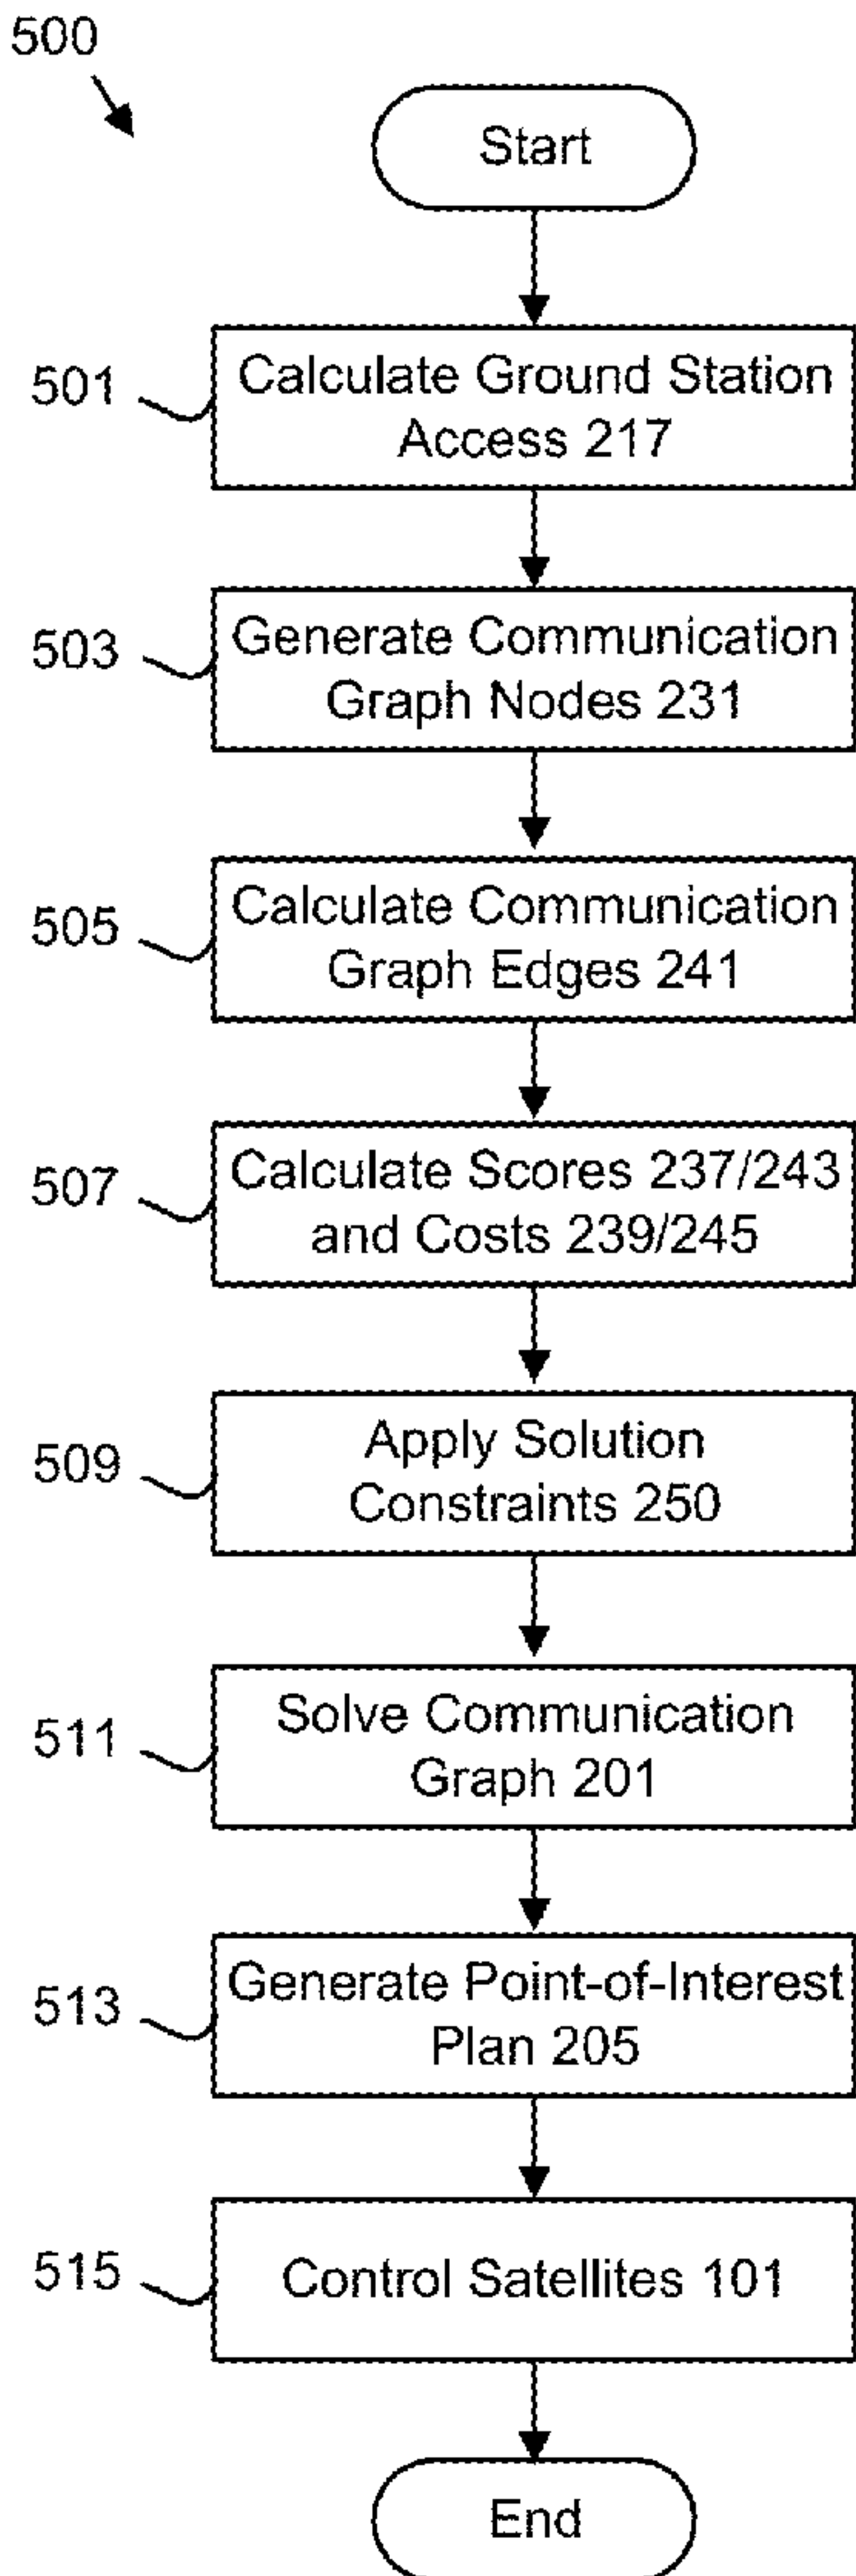 500
Start
501
Calculate Ground Station
Access 217
503
Generate Communication
Graph Nodes 231
505
Calculate Communication
Graph Edges 241
507
Calculate Scores 237/243
and Costs 239/245
509
Apply Solution
Constraints 250
511
Solve Communication
Graph 201
513
Generate Point-of-Interest
Plan 205
515
Control Satellites 101
End